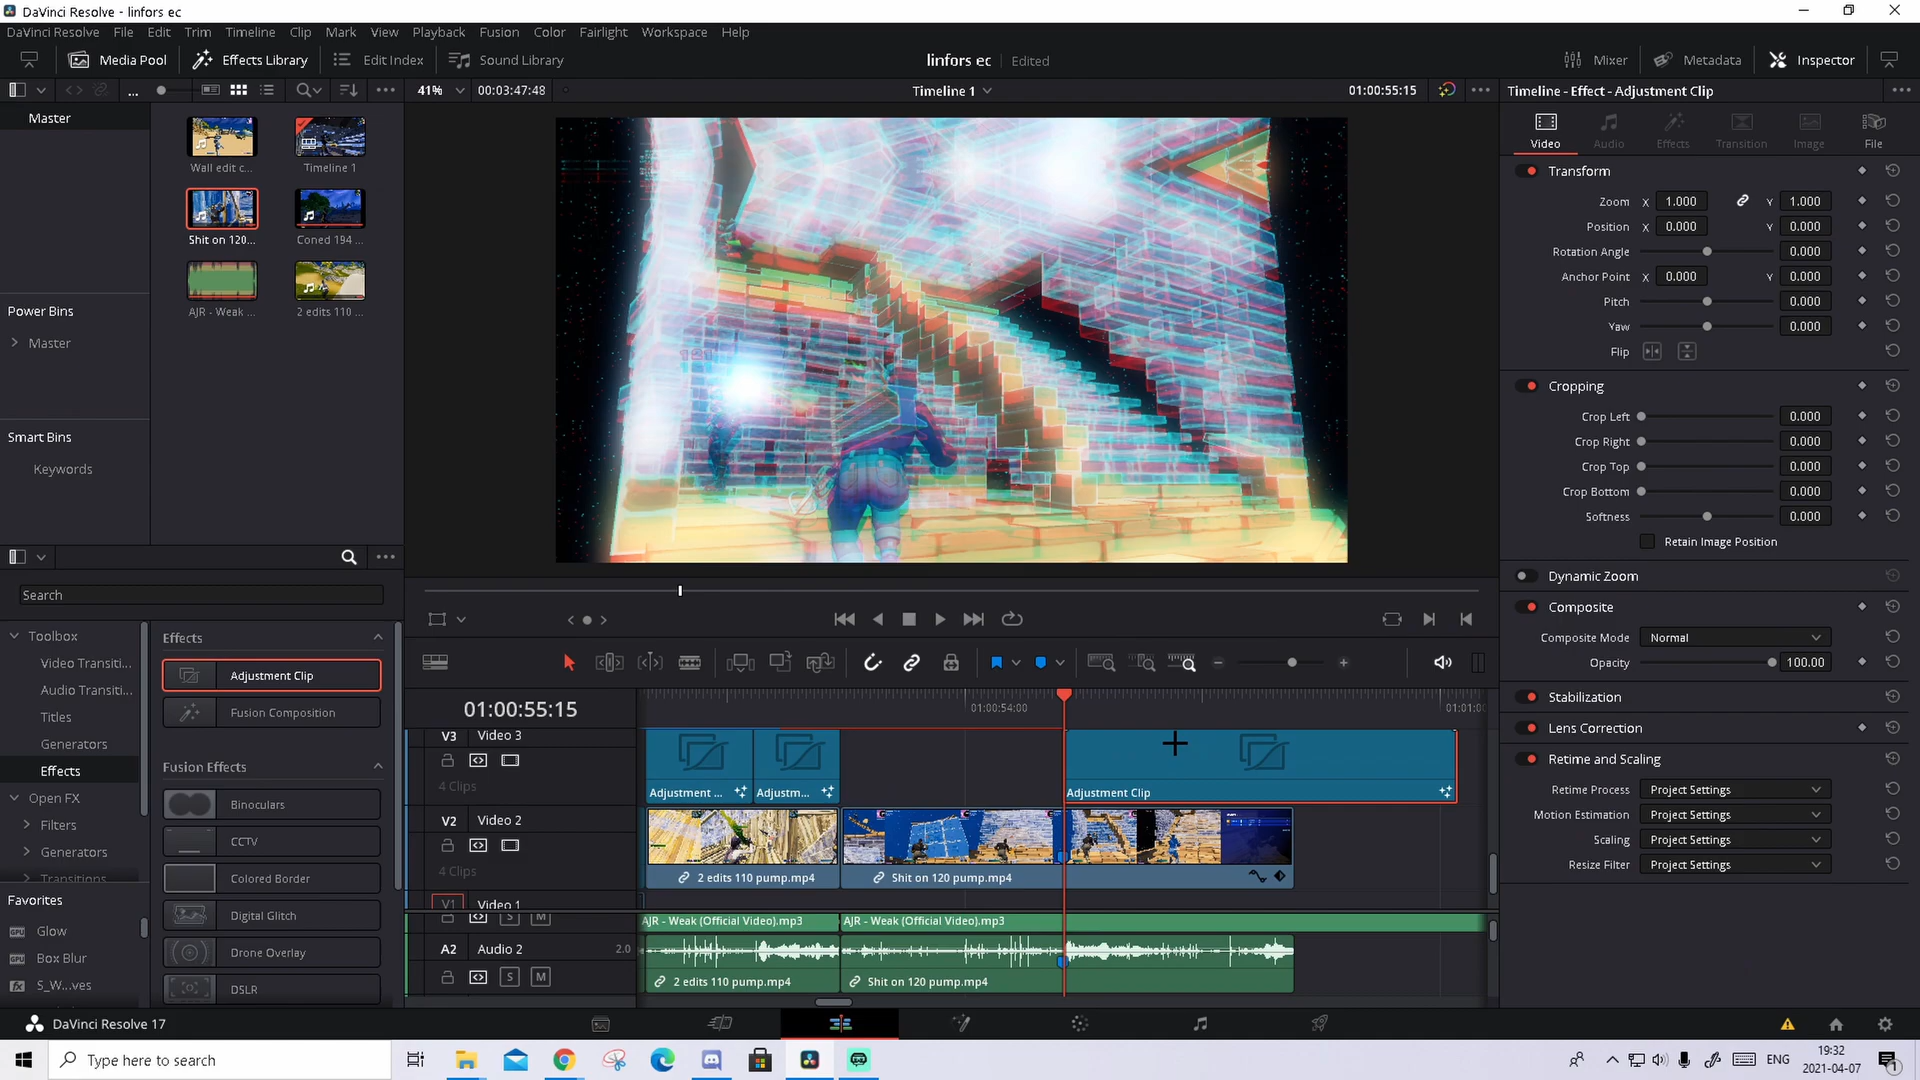 DaVinci Resolve - linfors ec
DaVinci Resolve File Edit Trim Timeline Clip Mark View Playback Fusion Color Fairlight Workspace Help
Media Pool Effects Library Edit Index Sound Library linfors ec Edited Mixer Metadata Inspector
41% 00:03:47:48 Timeline 1 01:00:55:15 Timeline - Effect - Adjustment Clip
Master
Wall edit c... Timeline 1
Shit on 120... Coned 194 ...
AJR - Weak ... 2 edits 110 ...
Power Bins
Master
Smart Bins
Keywords
Video Audio Effects Transition Image File
Transform
Zoom X 1.000 Y 1.000
Position X 0.000 Y 0.000
Rotation Angle 0.000
Anchor Point X 0.000 Y 0.000
Pitch 0.000
Yaw 0.000
Flip
Cropping
Crop Left 0.000
Crop Right 0.000
Crop Top 0.000
Crop Bottom 0.000
Softness 0.000
Retain Image Position
Dynamic Zoom
Composite
Composite Mode Normal
Opacity 100.00
Stabilization
Lens Correction
Retime and Scaling
Retime Process Project Settings
Motion Estimation Project Settings
Scaling Project Settings
Resize Filter Project Settings
Search
Toolbox
Video Transiti...
Audio Transiti...
Titles
Generators
Effects
Open FX
Filters
Generators
Transitions
Favorites
Glow
Box Blur
S_W...ves
Effects
Adjustment Clip
Fusion Composition
Fusion Effects
Binoculars
CCTV
Colored Border
Digital Glitch
Drone Overlay
DSLR
01:00:55:15 01:00:54:00 01:01:0
V3 Video 3
4 Clips
Adjustment ... Adjustm... Adjustment Clip
V2 Video 2
4 Clips
2 edits 110 pump.mp4 Shit on 120 pump.mp4
V1 Video 1
S M
AJR - Weak (Official Video).mp3 AJR - Weak (Official Video).mp3
A2 Audio 2 2.0
S M
2 edits 110 pump.mp4 Shit on 120 pump.mp4
DaVinci Resolve 17
Type here to search
ENG
19:32
2021-04-07
1